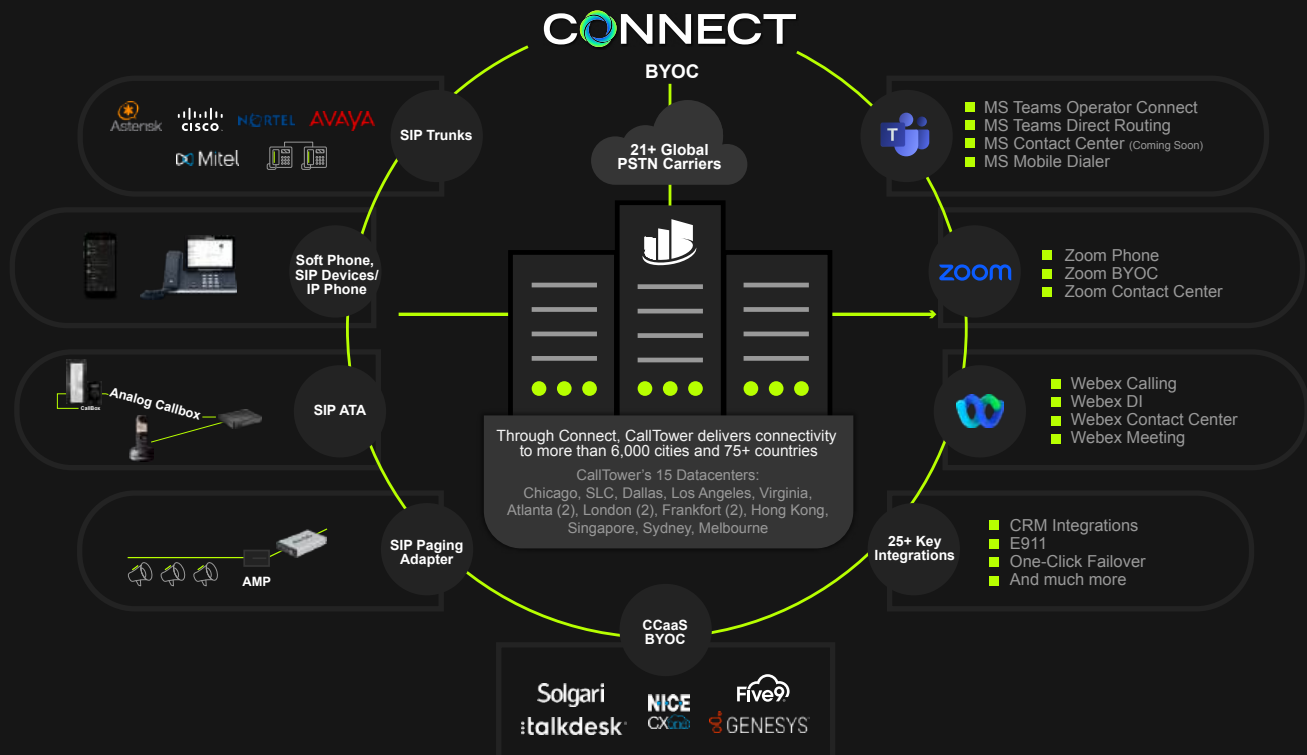 CONNECT
BYOC
21+ Global
PSTN Carriers
Asterisk
CISCO
NORTEL
AVAYA
Mitel
SIP Trunks
Soft Phone,
SIP Devices/
IP Phone
CallBox
Analog Callbox
SIP ATA
AMP
SIP Paging
Adapter
Through Connect, CallTower delivers connectivity
to more than 6,000 cities and 75+ countries
CallTower's 15 Datacenters:
Chicago, SLC, Dallas, Los Angeles, Virginia,
Atlanta (2), London (2), Frankfort (2), Hong Kong,
Singapore, Sydney, Melbourne
T
MS Teams Operator Connect
MS Teams Direct Routing
MS Contact Center (Coming Soon)
MS Mobile Dialer
zoom
Zoom Phone
Zoom BYOC
Zoom Contact Center
Webex Calling
Webex DI
Webex Contact Center
Webex Meeting
25+ Key
Integrations
CRM Integrations
E911
One-Click Failover
And much more
CCaaS
BYOC
Solgari
NICE
CXone
Five9
:talkdesk
GENESYS